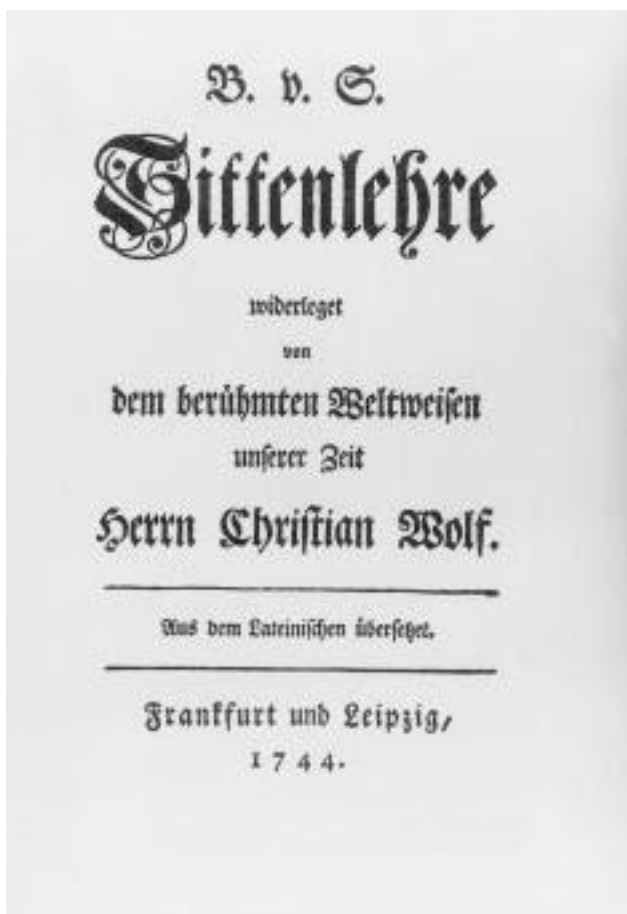 B. v. S.
Sittenlehre
widerleget
von
dem berühmten Weltweisen
unserer Zeit
Herrn Christian Wolf.
Aus dem Lateinischen übersetzet.
Frankfurt und Leipzig,
1744.